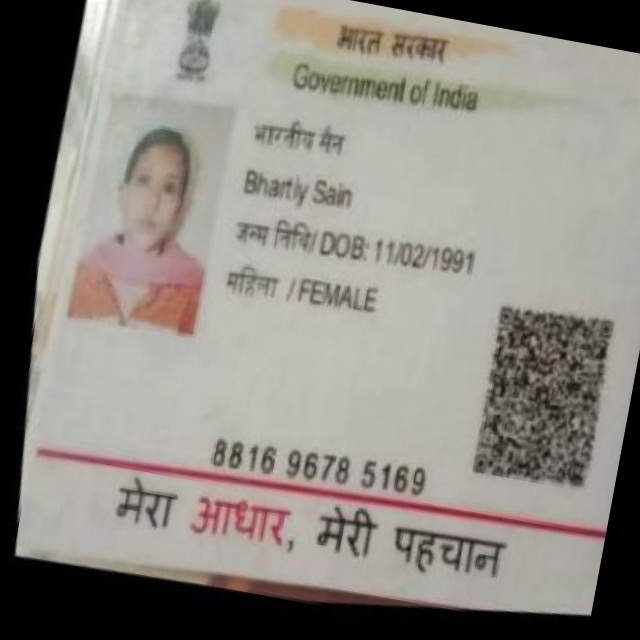 भारत सरकार
Government of India
भारतीय सैन
Bhartiy Sain
जन्म तिथि/ DOB: 11/02/1991
महिला / FEMALE
8816 9678 5169
मेरा आधार, मेरी पहचान